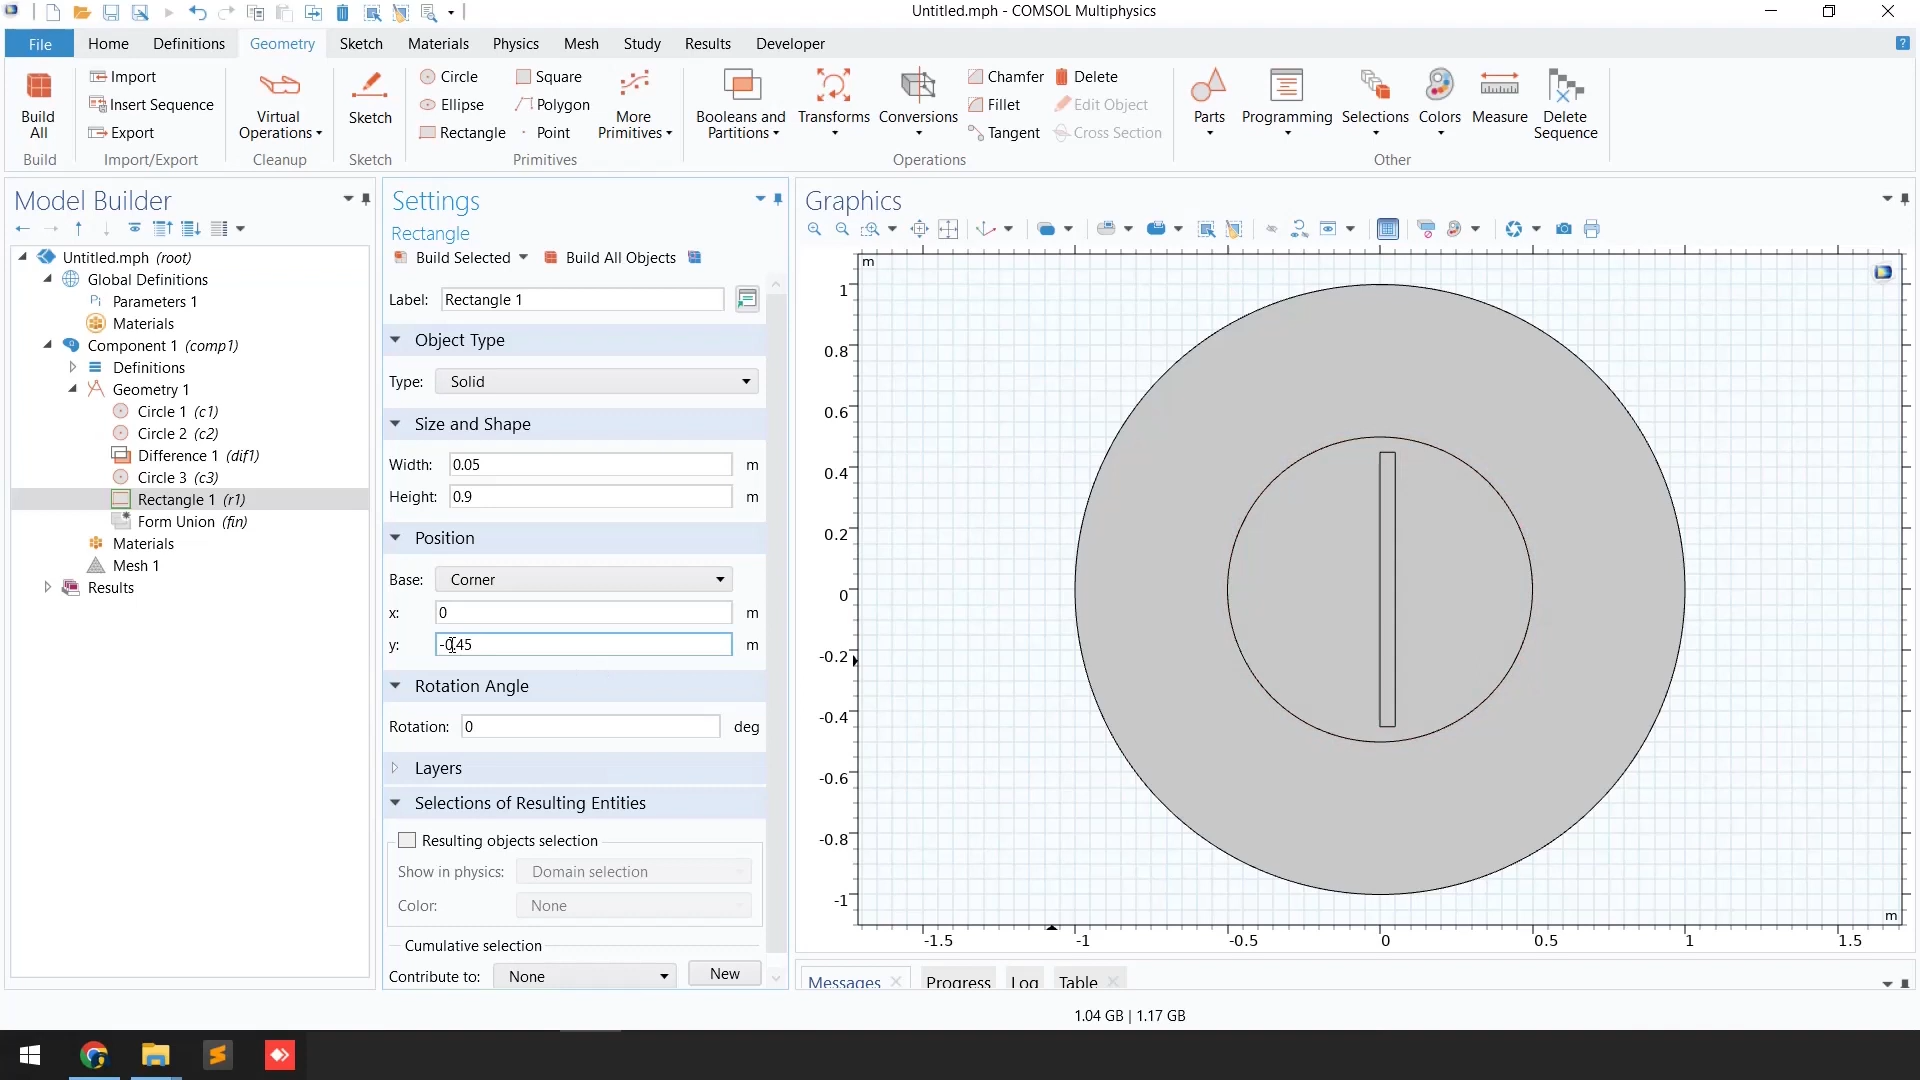 Untitled.mph - COMSOL Multiphysics
File
Home
Definitions
Geometry
Sketch
Materials
Physics
Mesh
Study
Results
Developer
Build
All
Build
Import
Insert Sequence
Export
Import/Export
Virtual
Operations
Cleanup
Sketch
Sketch
Circle
Square
Ellipse
Polygon
Rectangle
Point
More
Primitives
Primitives
Booleans and
Partitions
Transforms
Conversions
Chamfer
Fillet
Tangent
Delete
Edit Object
Cross Section
Operations
Parts
Programming
Selections
Colors
Measure
Delete
Sequence
Other
Model Builder
Untitled.mph (root)
Global Definitions
Parameters 1
Materials
Component 1 (comp1)
Definitions
Geometry 1
Circle 1 (c1)
Circle 2 (c2)
Difference 1 (dif1)
Circle 3 (c3)
Rectangle 1 (r1)
Form Union (fin)
Materials
Mesh 1
Results
Settings
Rectangle
Build Selected
Build All Objects
Label: Rectangle 1
Object Type
Type: Solid
Size and Shape
Width: 0.05 m
Height: 0.9 m
Position
Base: Corner
x: 0 m
y: -0.45 m
Rotation Angle
Rotation: 0 deg
Layers
Selections of Resulting Entities
Resulting objects selection
Show in physics: Domain selection
Color: None
Cumulative selection
Contribute to: None New
Graphics
m
1
0.8
0.6
0.4
0.2
0
-0.2
-0.4
-0.6
-0.8
-1
m
-1.5
-1
-0.5
0
0.5
1
1.5
Messages
Progress
Log
Table
1.04 GB | 1.17 GB